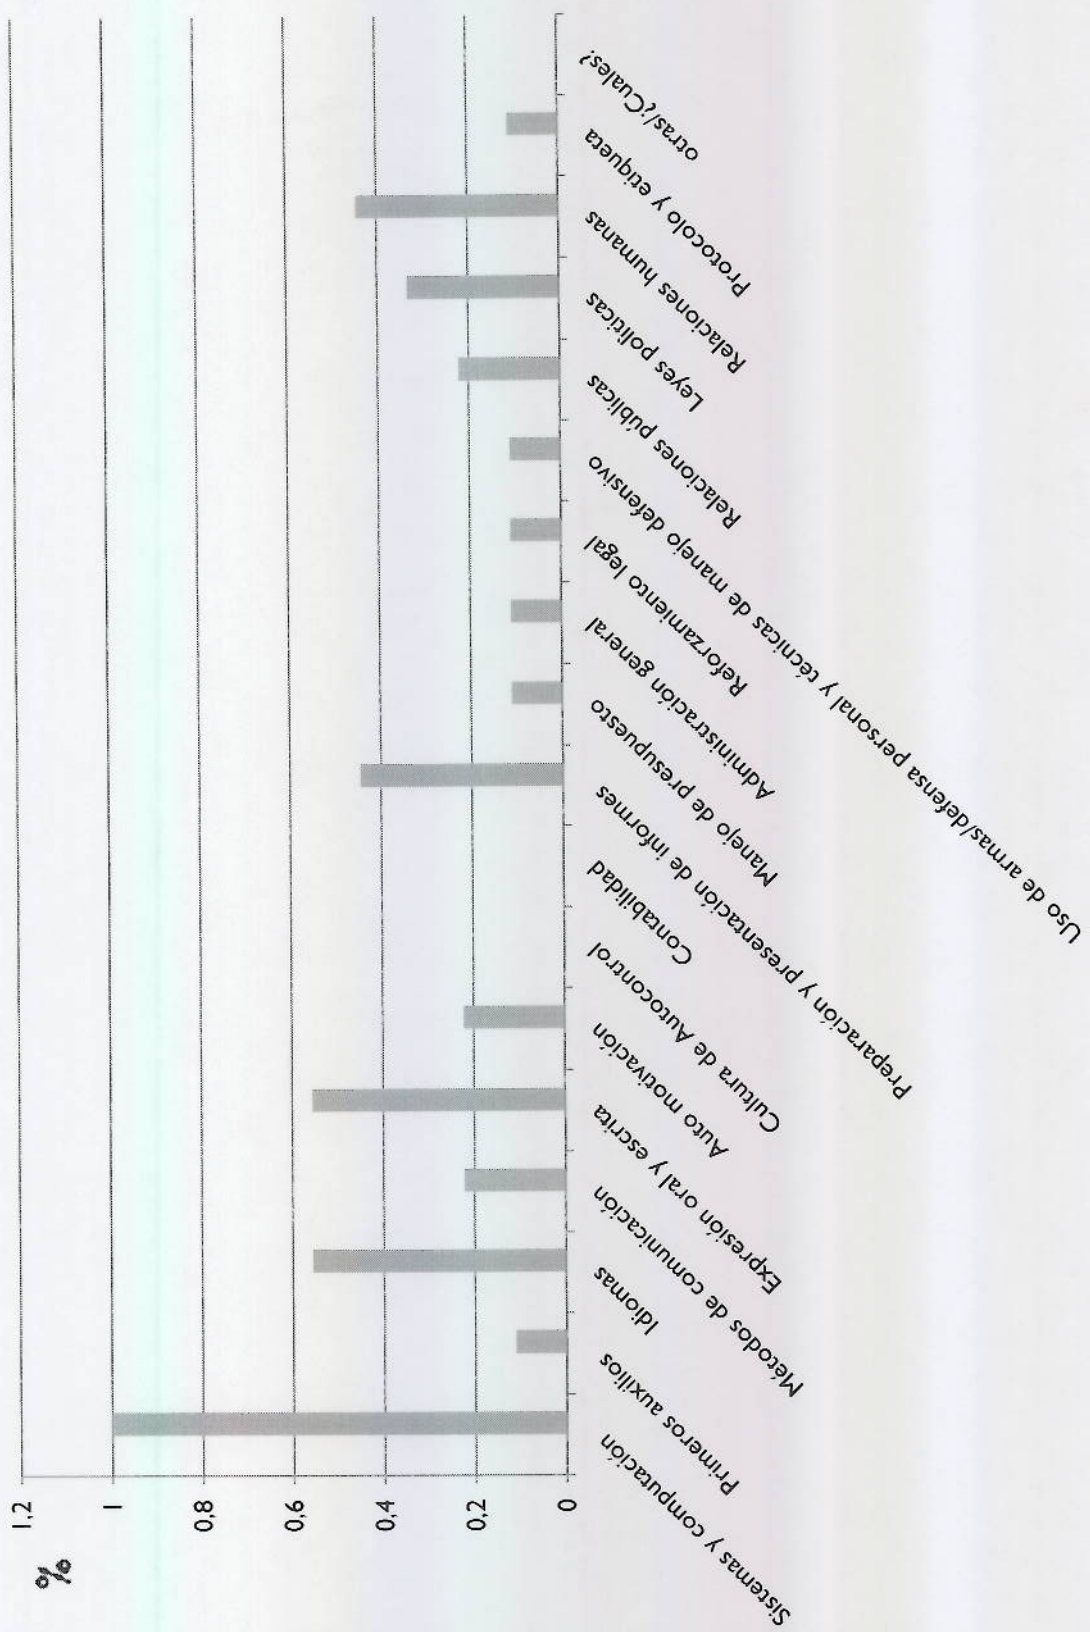 %
1,2
1
0,8
0,6
0,4
0,2
0
Sistemas y computación
Primeros auxilios
Idiomas
Métodos de comunicación
Expresión oral y escrita
Auto motivación
Cultura de Autocontrol
Contabilidad
Preparación y presentación de informes
Manejo de presupuesto
Administración general
Reforzamiento legal
Uso de armas/defensa personal y técnicas de manejo defensivo
Relaciones públicas
Leyes políticas
Relaciones humanas
Protocolo y etiqueta
otras/¿Cuales?